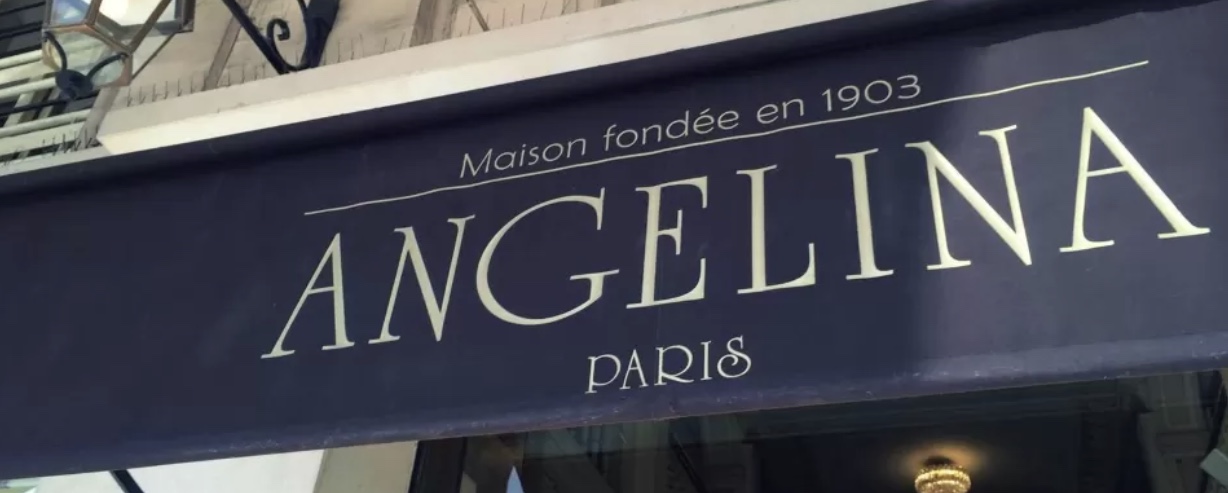 Maison fondée en 1903
ANGELINA
PARIS